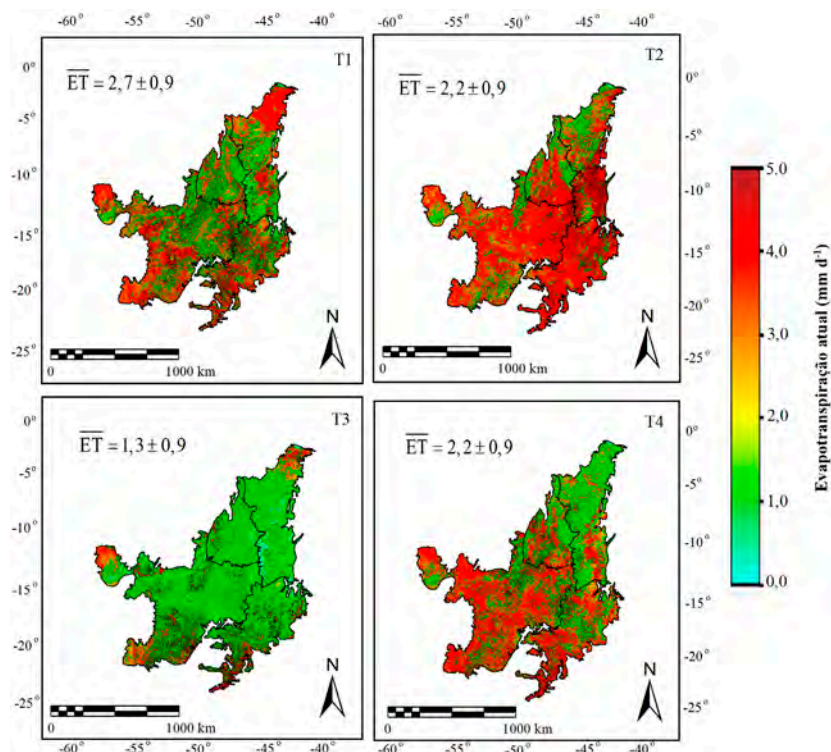 -60° -55° -50° -45° -40°
-60° -55° -50° -45° -40°
T1
ET = 2,7 ± 0,9
0°
-5°
-10°
-15°
-20°
-25°
N
0 1000 km
T2
ET = 2,2 ± 0,9
0°
-5°
-10°
-15°
-20°
-25°
N
0 1000 km
T3
ET = 1,3 ± 0,9
0°
-5°
-10°
-15°
-20°
-25°
N
0 1000 km
T4
ET = 2,2 ± 0,9
0°
-5°
-10°
-15°
-20°
-25°
N
0 1000 km
-60° -55° -50° -45° -40°
-60° -55° -50° -45° -40°
5,0
4,0
3,0
2,0
1,0
0,0
Evapotranspiração atual (mm d⁻¹)